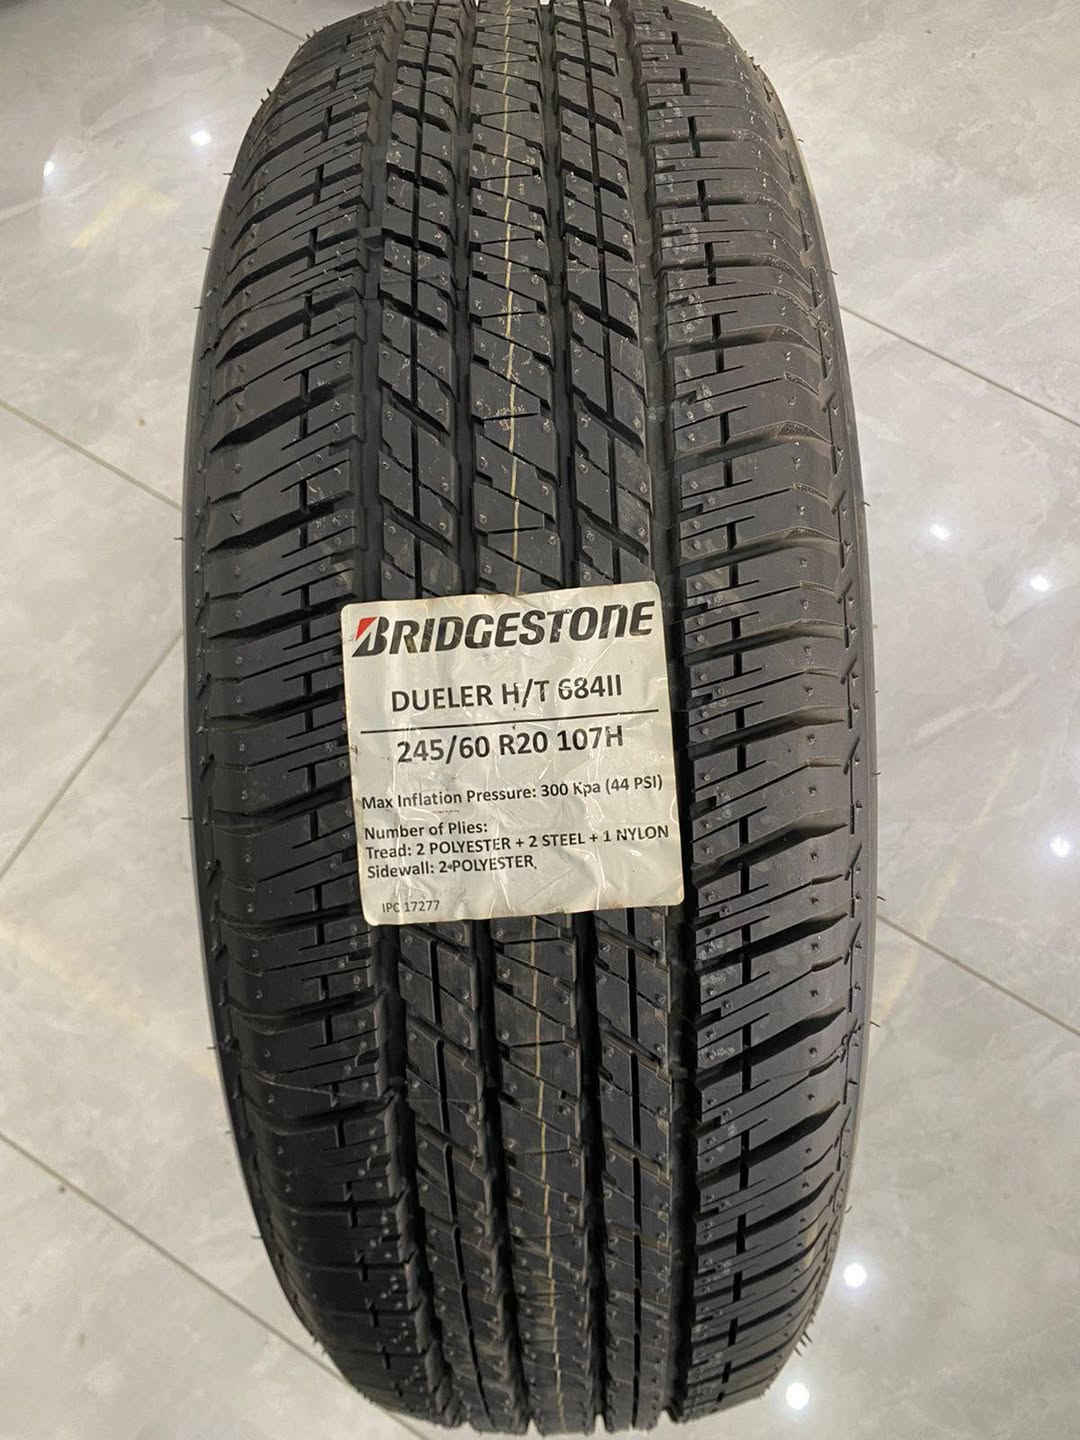 BRIDGESTONE
DUELER H/T 684II
245/60 R20 107H
Max Inflation Pressure: 300 Kpa (44 PSI)
Number of Plies:
Tread: 2 POLYESTER + 2 STEEL + 1 NYLON
Sidewall: 2 POLYESTER
IPC 17277